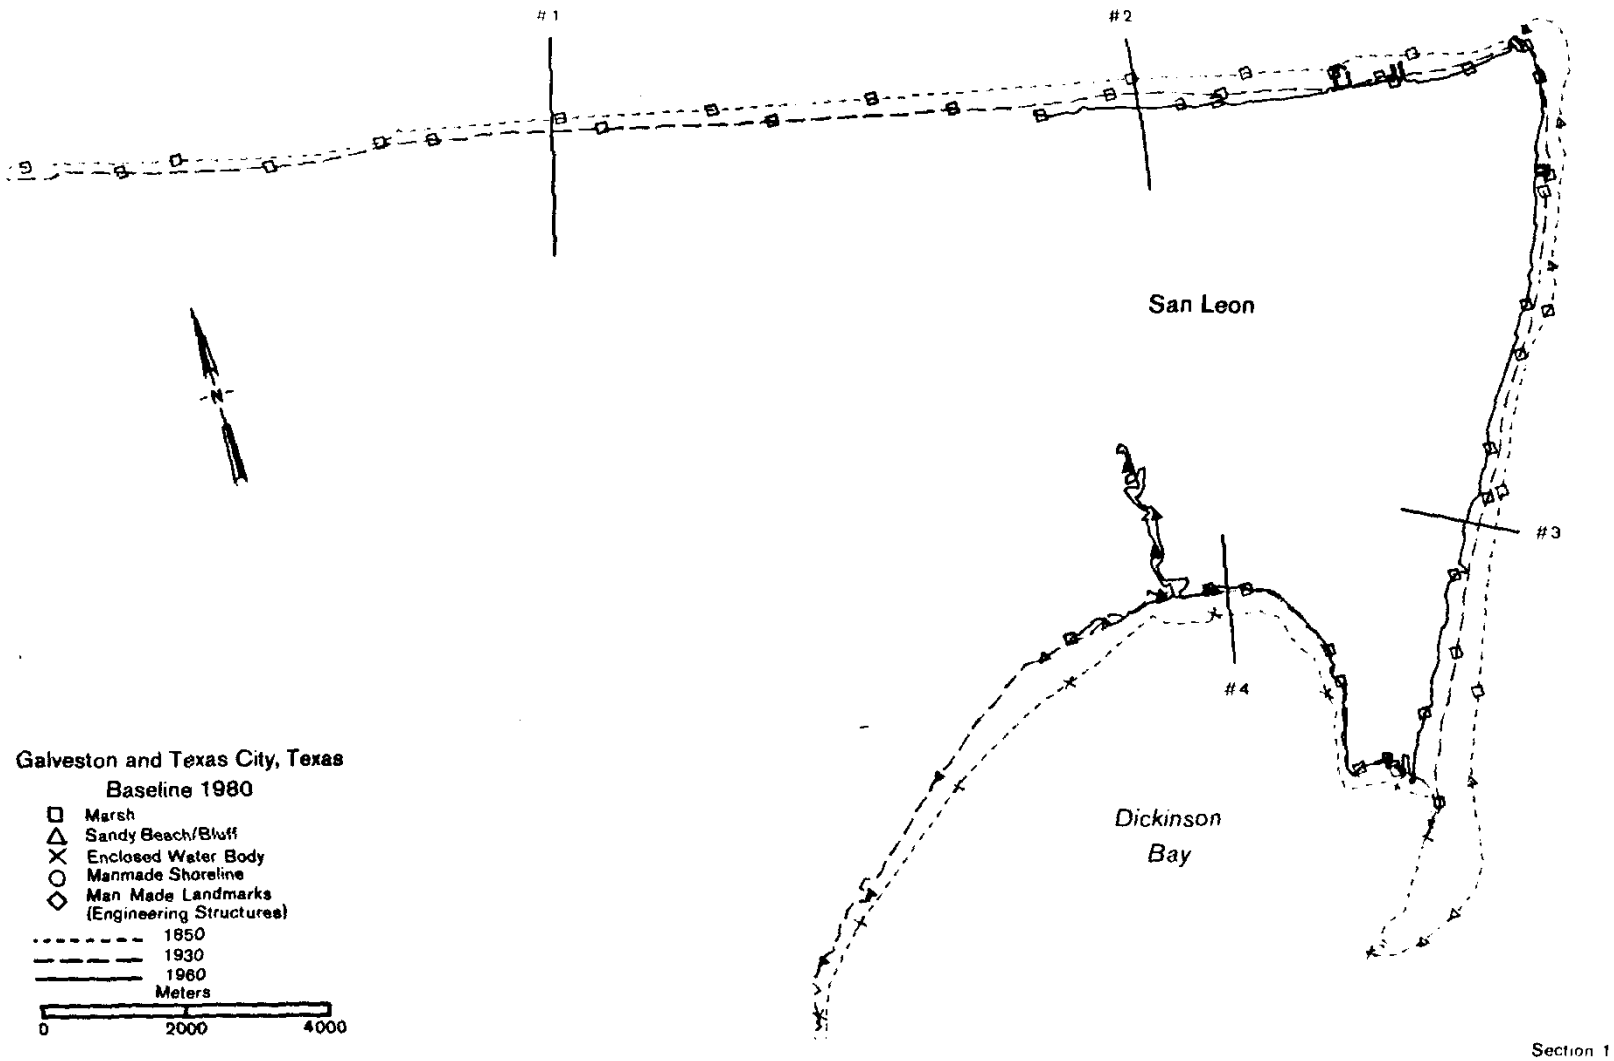 #1
#2
San Leon
N
#3
#4
Galveston and Texas City, Texas
Baseline 1980
Marsh
Sandy Beach/Bluff
Enclosed Water Body
Manmade Shoreline
Man Made Landmarks
(Engineering Structures)
1850
1930
1960
Meters
0 2000 4000
Dickinson
Bay
Section 1